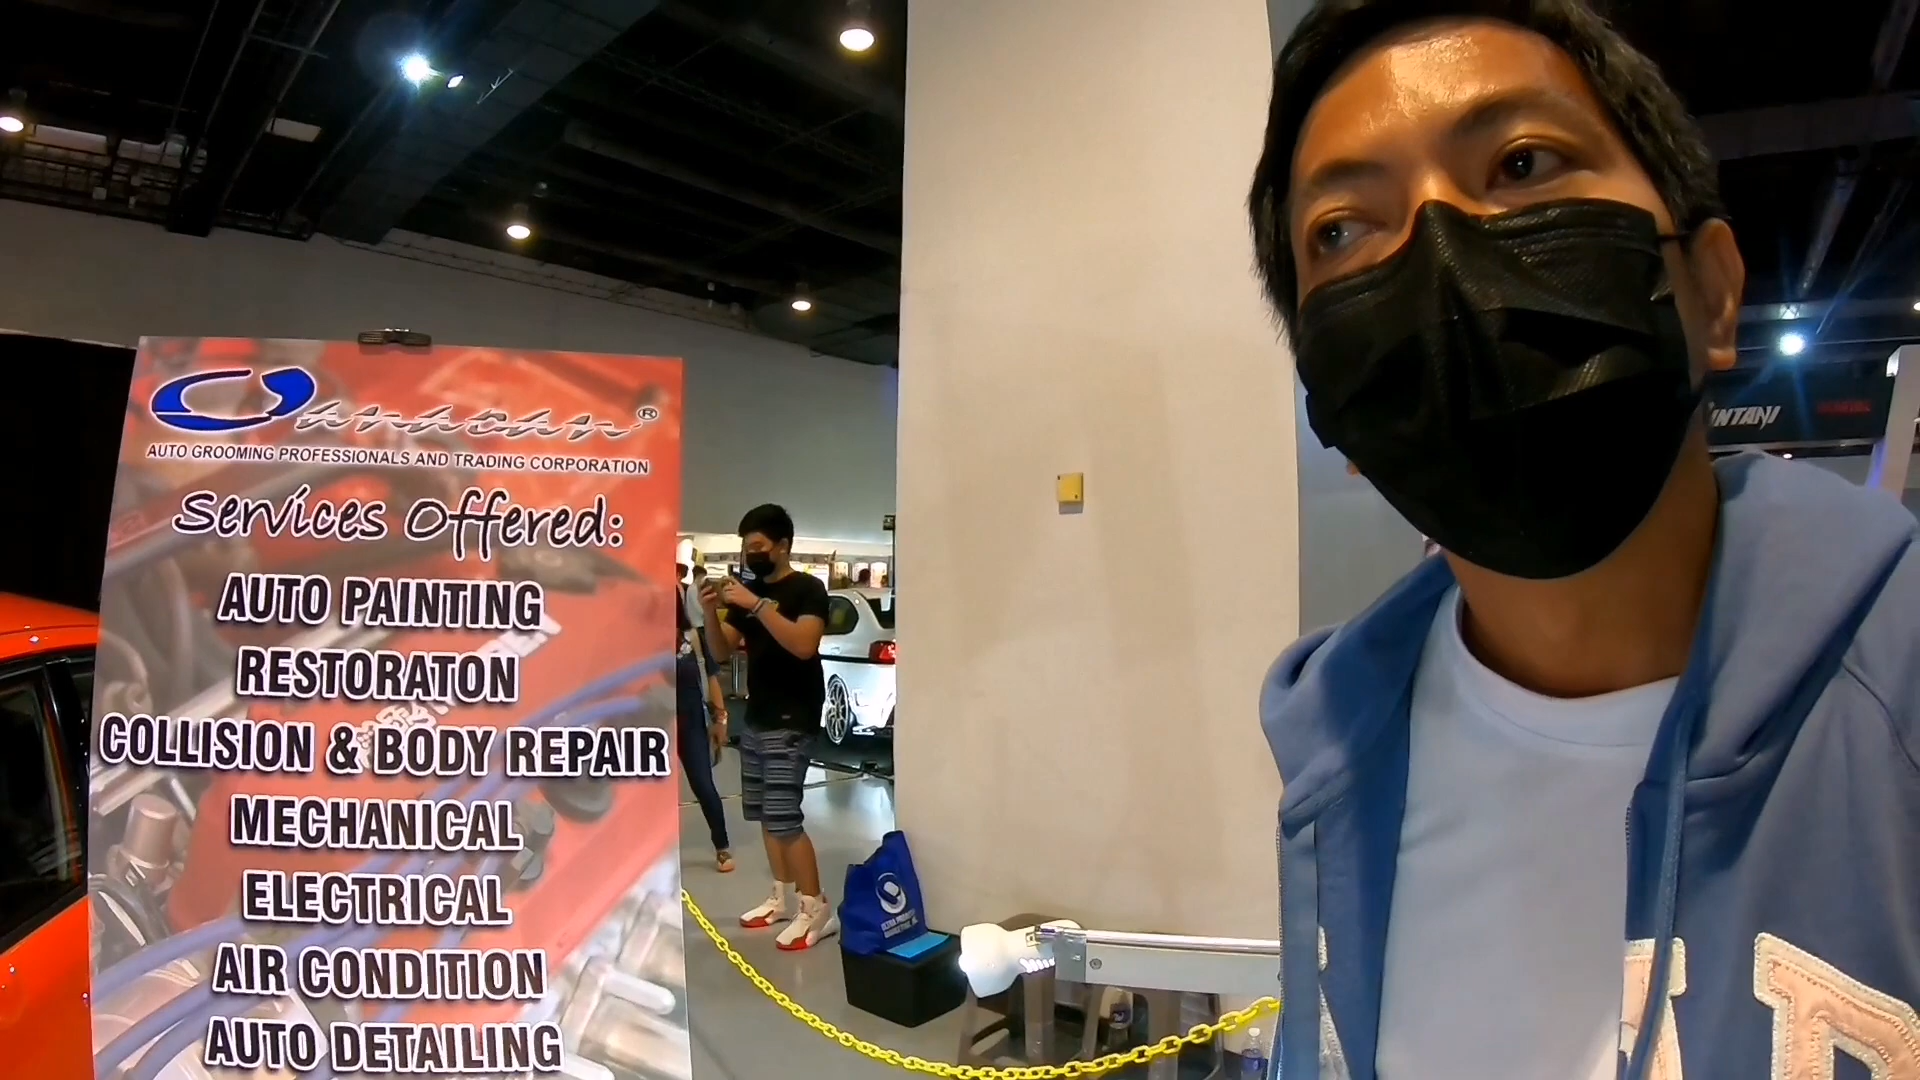 AUTO GROOMING PROFESSIONALS AND TRADING CORPORATION
Services Offered:
AUTO PAINTING
RESTORATON
COLLISION & BODY REPAIR
MECHANICAL
ELECTRICAL
AIR CONDITION
AUTO DETAILING